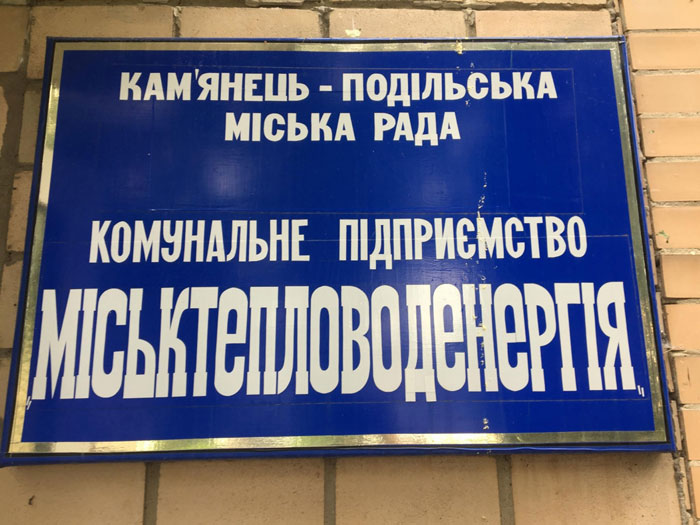 КАМ'ЯНЕЦЬ - ПОДІЛЬСЬКА
МІСЬКА РАДА
КОМУНАЛЬНЕ ПІДПРИЄМСТВО
„МІСЬКТЕПЛОВОДЕНЕРГІЯ"